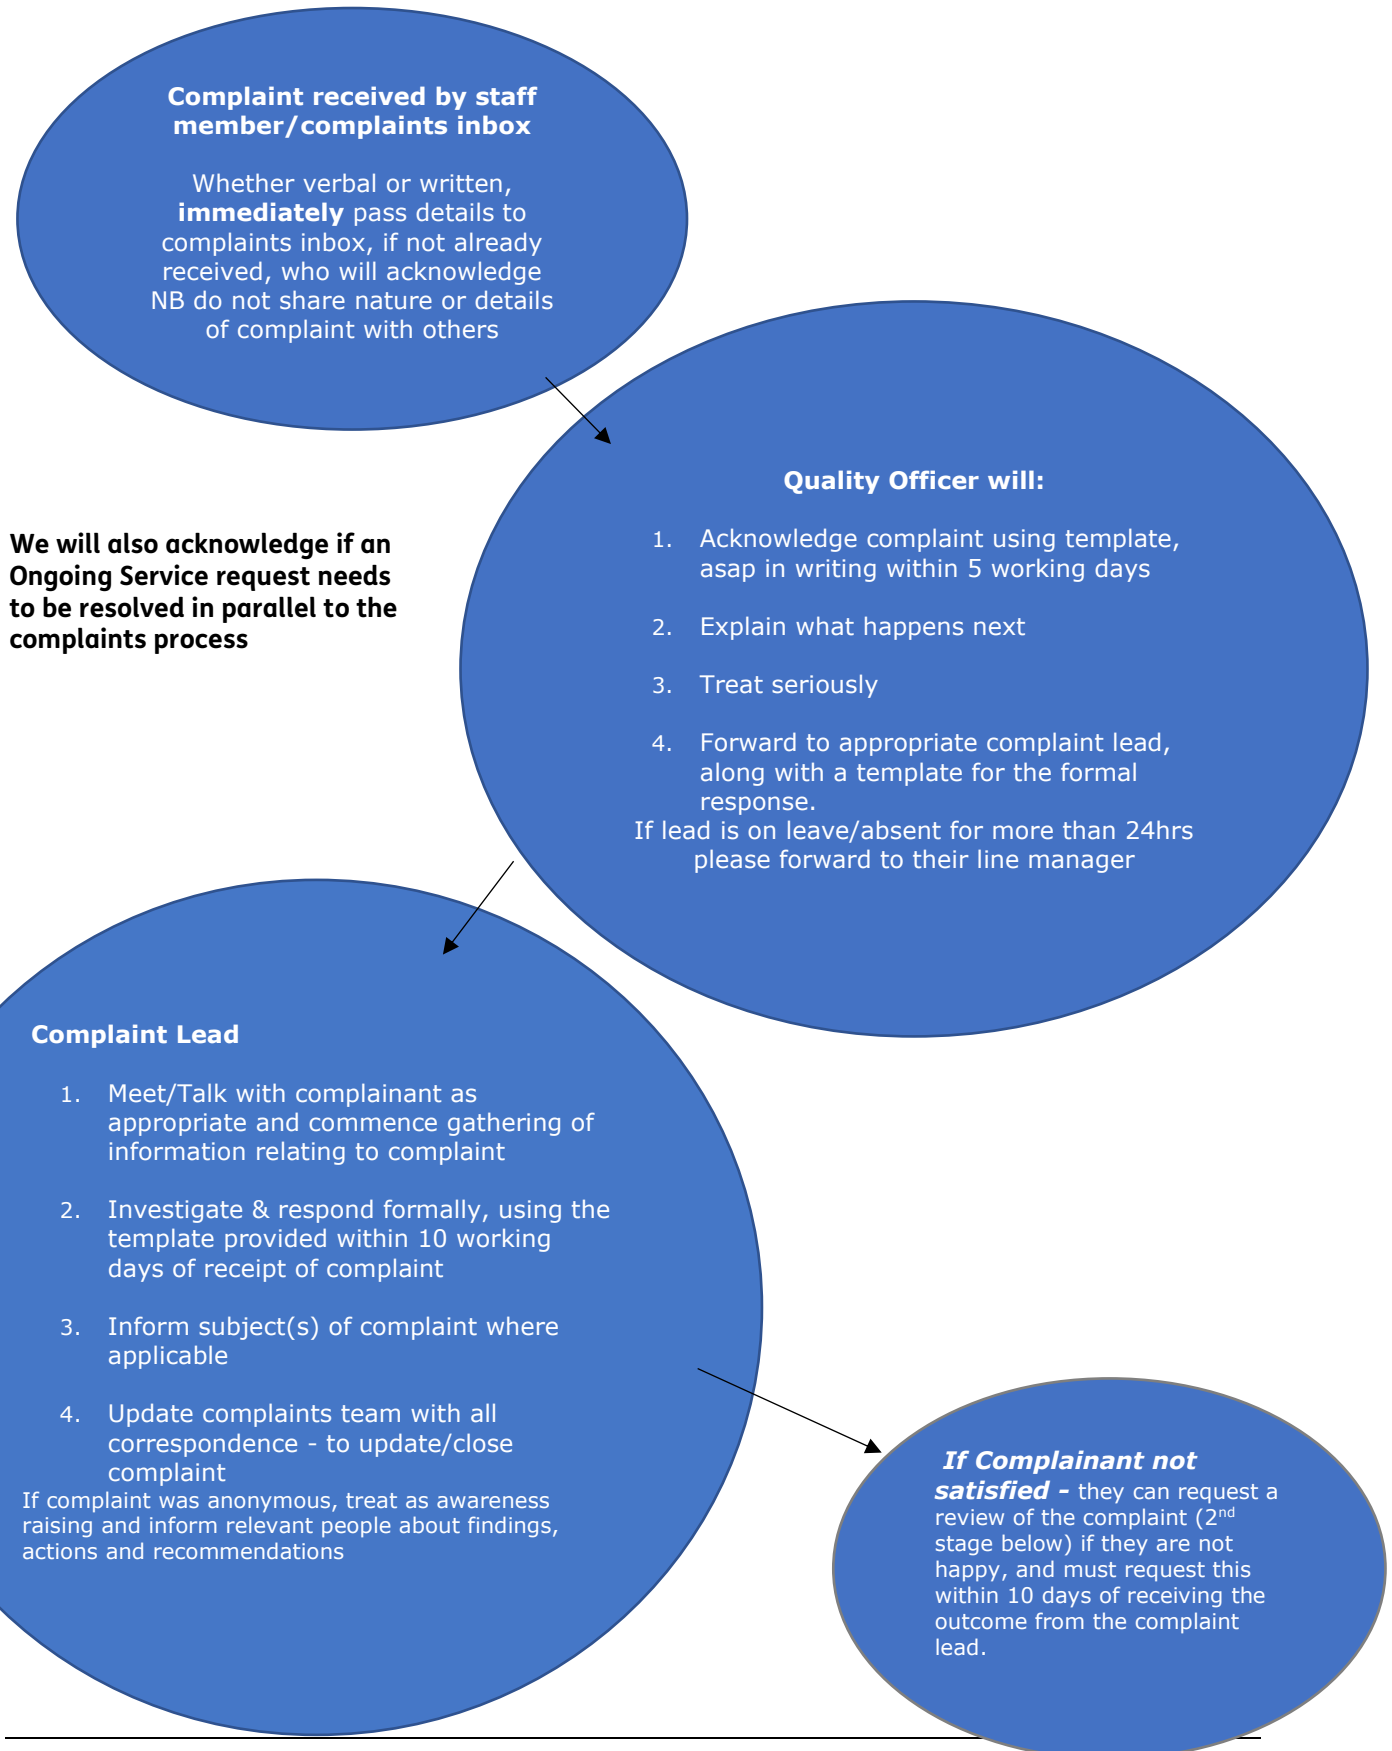 Complaint received by staff
member/complaints inbox
Whether verbal or written,
immediately pass details to
complaints inbox, if not already
received, who will acknowledge
NB do not share nature or details
of complaint with others
Quality Officer will:
1. Acknowledge complaint using template,
asap in writing within 5 working days
2. Explain what happens next
3. Treat seriously
4. Forward to appropriate complaint lead,
along with a template for the formal
response.
If lead is on leave/absent for more than 24hrs
please forward to their line manager
We will also acknowledge if an
Ongoing Service request needs
to be resolved in parallel to the
complaints process
Complaint Lead
1. Meet/Talk with complainant as
appropriate and commence gathering of
information relating to complaint
2. Investigate & respond formally, using the
template provided within 10 working
days of receipt of complaint
3. Inform subject(s) of complaint where
applicable
4. Update complaints team with all
correspondence - to update/close
complaint
If complaint was anonymous, treat as awareness
raising and inform relevant people about findings,
actions and recommendations
If Complainant not
satisfied - they can request a
review of the complaint (2nd
stage below) if they are not
happy, and must request this
within 10 days of receiving the
outcome from the complaint
lead.